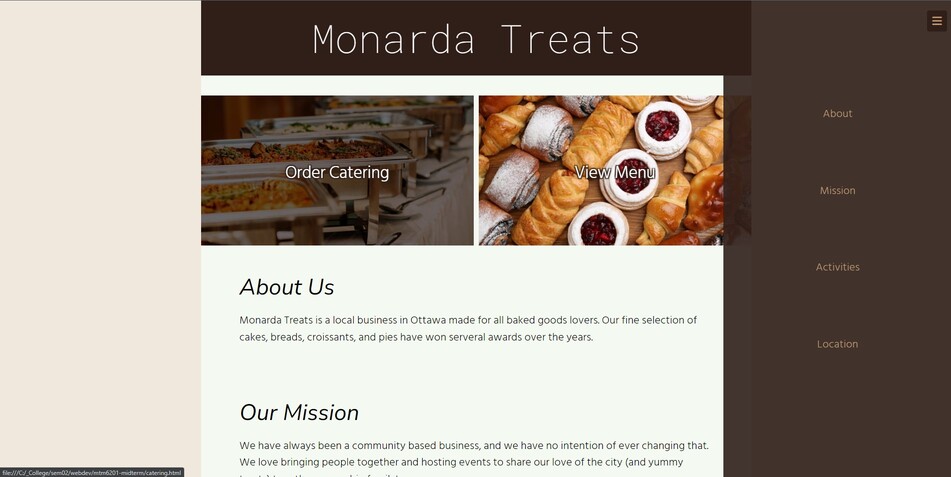 Monarda Treats
About
Mission
Activities
Location
Order Catering
View Menu
About Us
Monarda Treats is a local business in Ottawa made for all baked goods lovers. Our fine selection of
cakes, breads, croissants, and pies have won serveral awards over the years.
Our Mission
We have always been a community based business, and we have no intention of ever changing that.
We love bringing people together and hosting events to share our love of the city (and yummy
file:///C:/_College/sem02/webdev/mtm6201-midterm/catering.html